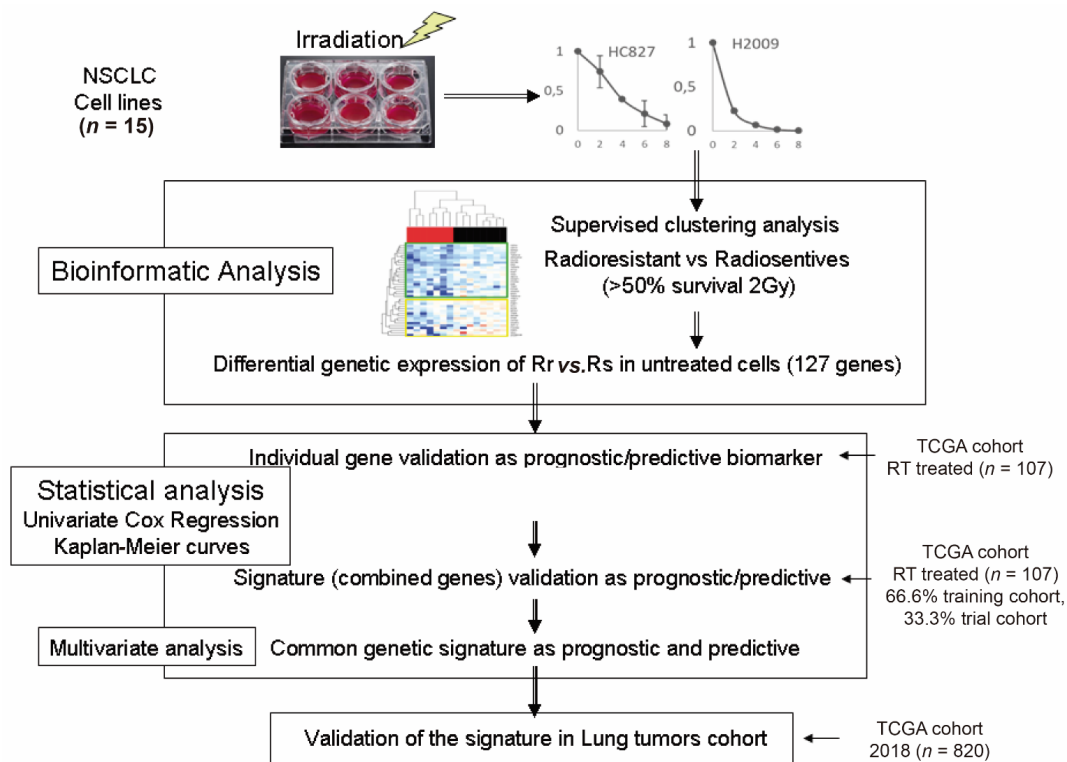 Irradiation
NSCLC
Cell lines
(n = 15)
HC827
1
0,5
0
0 2 4 6 8
H2009
1
0,5
0
0 2 4 6 8
Bioinformatic Analysis
Supervised clustering analysis
Radioresistant vs Radiosentives
(>50% survival 2Gy)
Differential genetic expression of Rr vs.Rs in untreated cells (127 genes)
Individual gene validation as prognostic/predictive biomarker
TCGA cohort
RT treated (n = 107)
Statistical analysis
Univariate Cox Regression
Kaplan-Meier curves
Signature (combined genes) validation as prognostic/predictive
TCGA cohort
RT treated (n = 107)
66.6% training cohort,
33.3% trial cohort
Multivariate analysis
Common genetic signature as prognostic and predictive
Validation of the signature in Lung tumors cohort
TCGA cohort
2018 (n = 820)